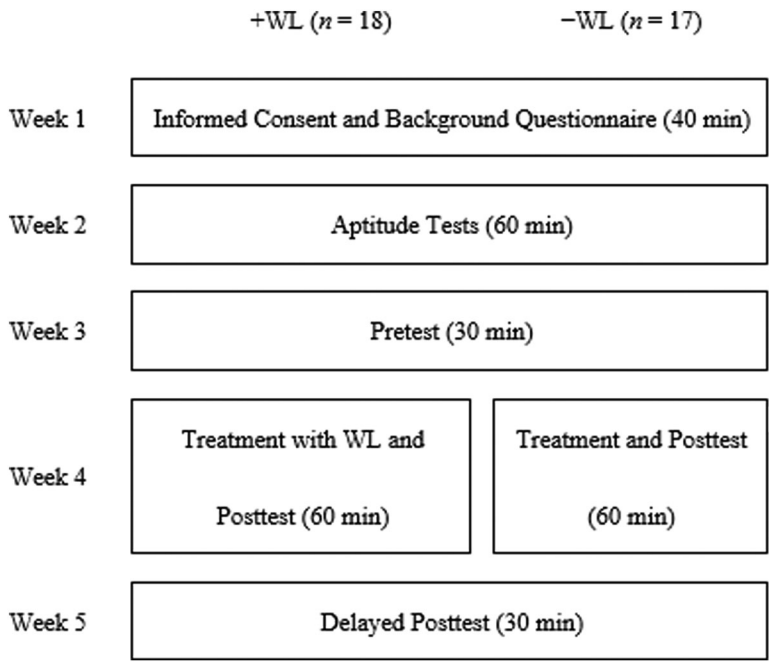 +WL (n = 18) −WL (n = 17)
Week 1 Informed Consent and Background Questionnaire (40 min)
Week 2 Aptitude Tests (60 min)
Week 3 Pretest (30 min)
Week 4
Treatment with WL and
Posttest (60 min)
Treatment and Posttest
(60 min)
Week 5 Delayed Posttest (30 min)